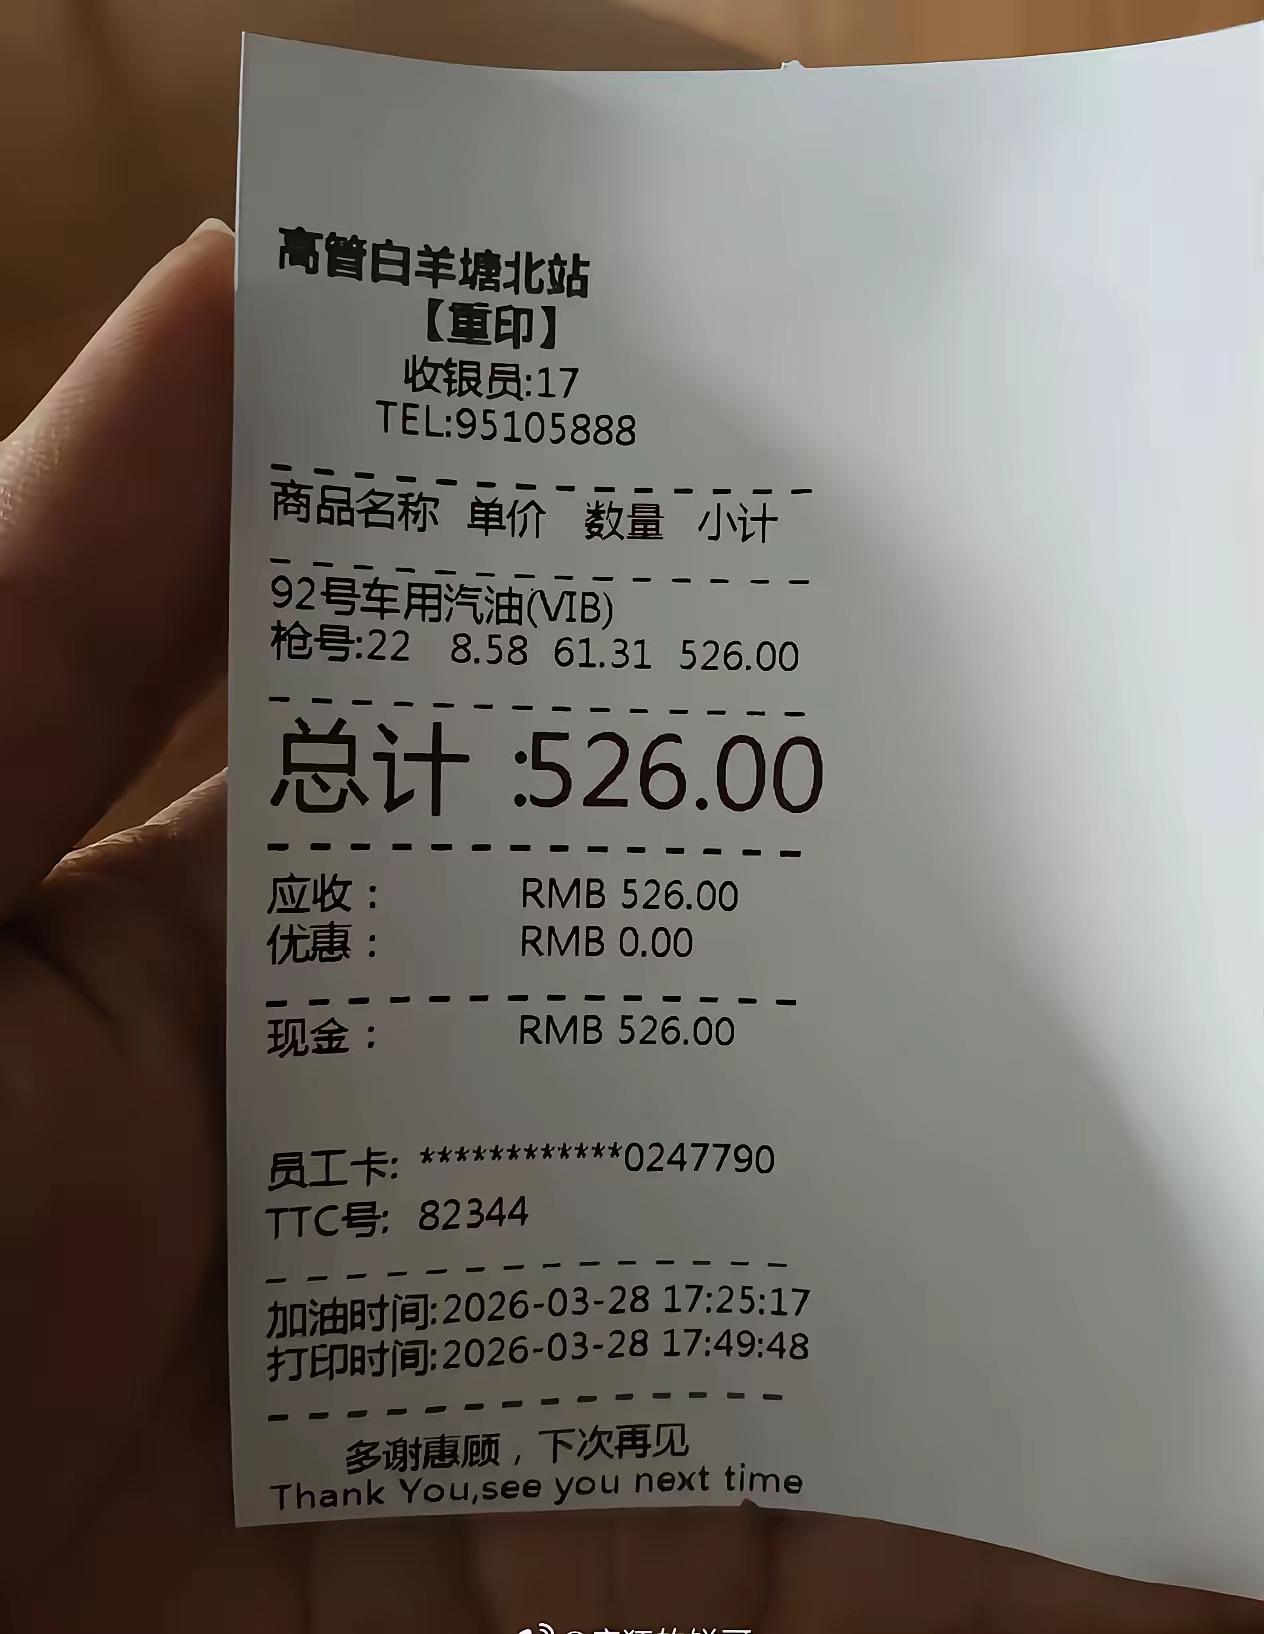 高管白羊塘北站
【重印】
收银员:17
TEL:95105888
商品名称 单价 数量 小计
92号车用汽油(VIB)
枪号:22 8.58 61.31 526.00
总计 :526.00
应收： RMB 526.00
优惠： RMB 0.00
现金： RMB 526.00
员工卡: ************0247790
TTC号: 82344
加油时间:2026-03-28 17:25:17
打印时间:2026-03-28 17:49:48
多谢惠顾，下次再见
Thank You,see you next time